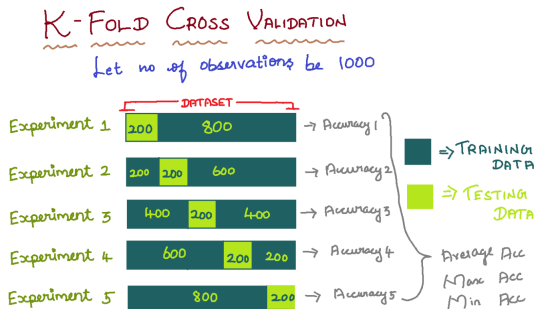 K-FOLD CROSS VALIDATION
Let no of observations be 1000
DATASET
Experiment 1 200 800 → Accuracy 1
Experiment 2 200 200 600 → Accuracy 2
Experiment 3 400 200 400 → Accuracy 3
Experiment 4 600 200 200 → Accuracy 4
Experiment 5 800 200 → Accuracy 5
⇒ TRAINING
DATA
⇒ TESTING
DATA
Average Acc
Max Acc
Min Acc